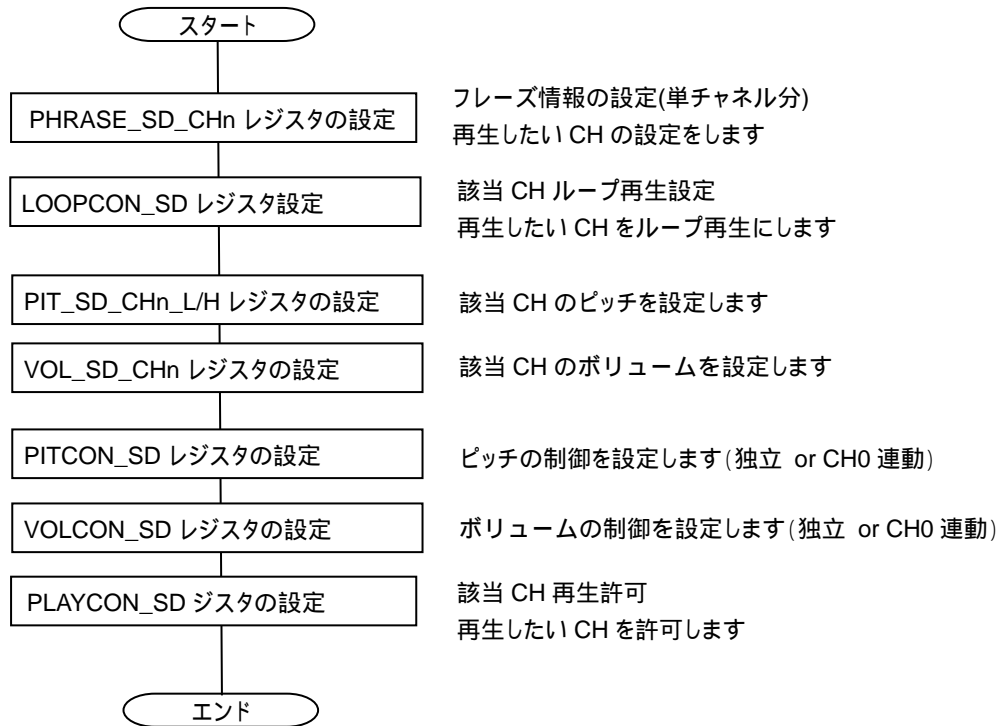 スタート
PHRASE_SD_CHn レジスタの設定
フレーズ情報の設定(単チャネル分)
再生したい CH の設定をします
LOOPCON_SD レジスタ設定
該当 CH ループ再生設定
再生したい CH をループ再生にします
PIT_SD_CHn_L/H レジスタの設定
該当 CH のピッチを設定します
VOL_SD_CHn レジスタの設定
該当 CH のボリュームを設定します
PITCON_SD レジスタの設定
ピッチの制御を設定します(独立 or CH0 連動)
VOLCON_SD レジスタの設定
ボリュームの制御を設定します(独立 or CH0 連動)
PLAYCON_SD ジスタの設定
該当 CH 再生許可
再生したい CH を許可します
エンド